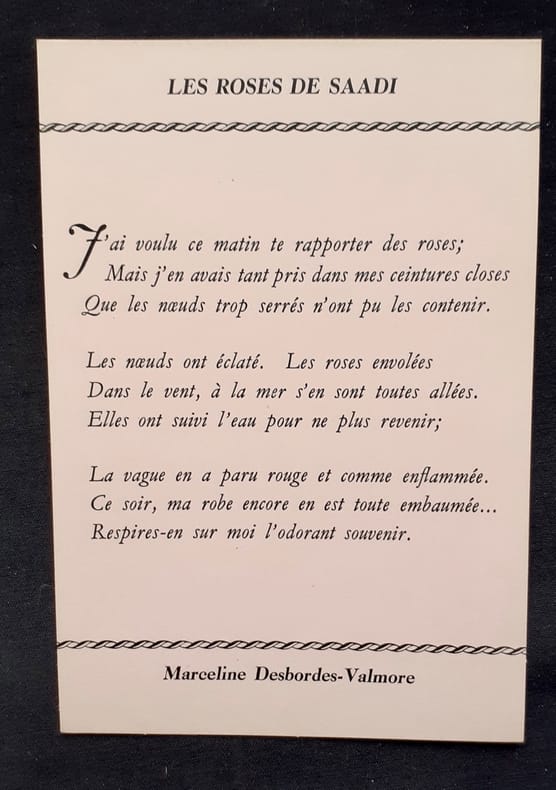 LES ROSES DE SAADI
J'ai voulu ce matin te rapporter des roses;
Mais j'en avais tant pris dans mes ceintures closes
Que les nœuds trop serrés n'ont pu les contenir.
Les nœuds ont éclaté. Les roses envolées
Dans le vent, à la mer s'en sont toutes allées.
Elles ont suivi l'eau pour ne plus revenir;
La vague en a paru rouge et comme enflammée.
Ce soir, ma robe encore en est toute embaumée...
Respires-en sur moi l'odorant souvenir.
Marceline Desbordes-Valmore